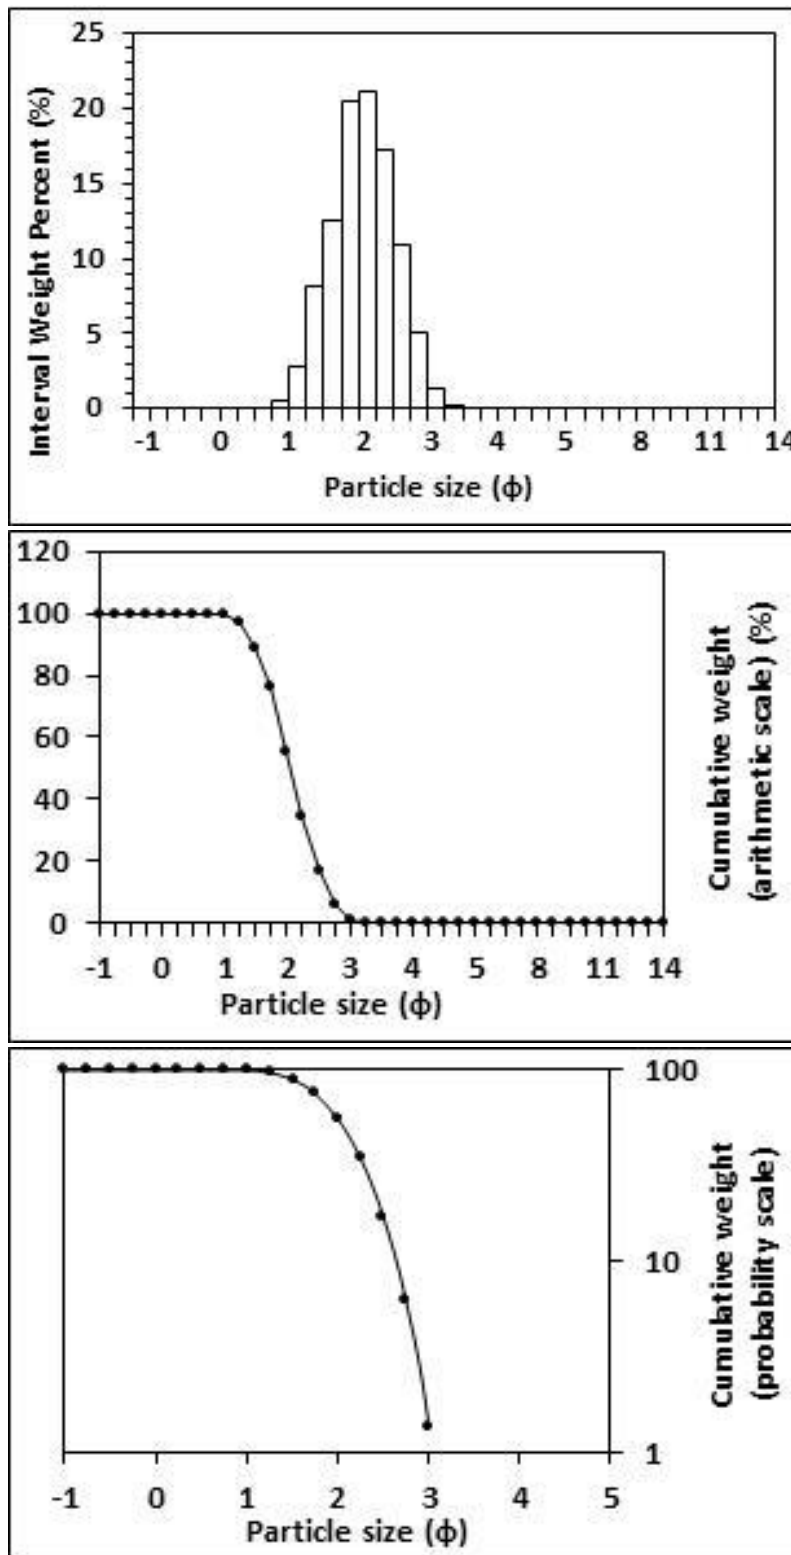 Interval Weight Percent (%)
25
20
15
10
5
0
-1 0 1 2 3 4 5 8 11 14
Particle size (ϕ)
120
100
80
60
40
20
0
-1 0 1 2 3 4 5 8 11 14
Particle size (ϕ)
Cumulative weight
(arithmetic scale) (%)
100
10
1
-1 0 1 2 3 4 5
Particle size (ϕ)
Cumulative weight
(probability scale)